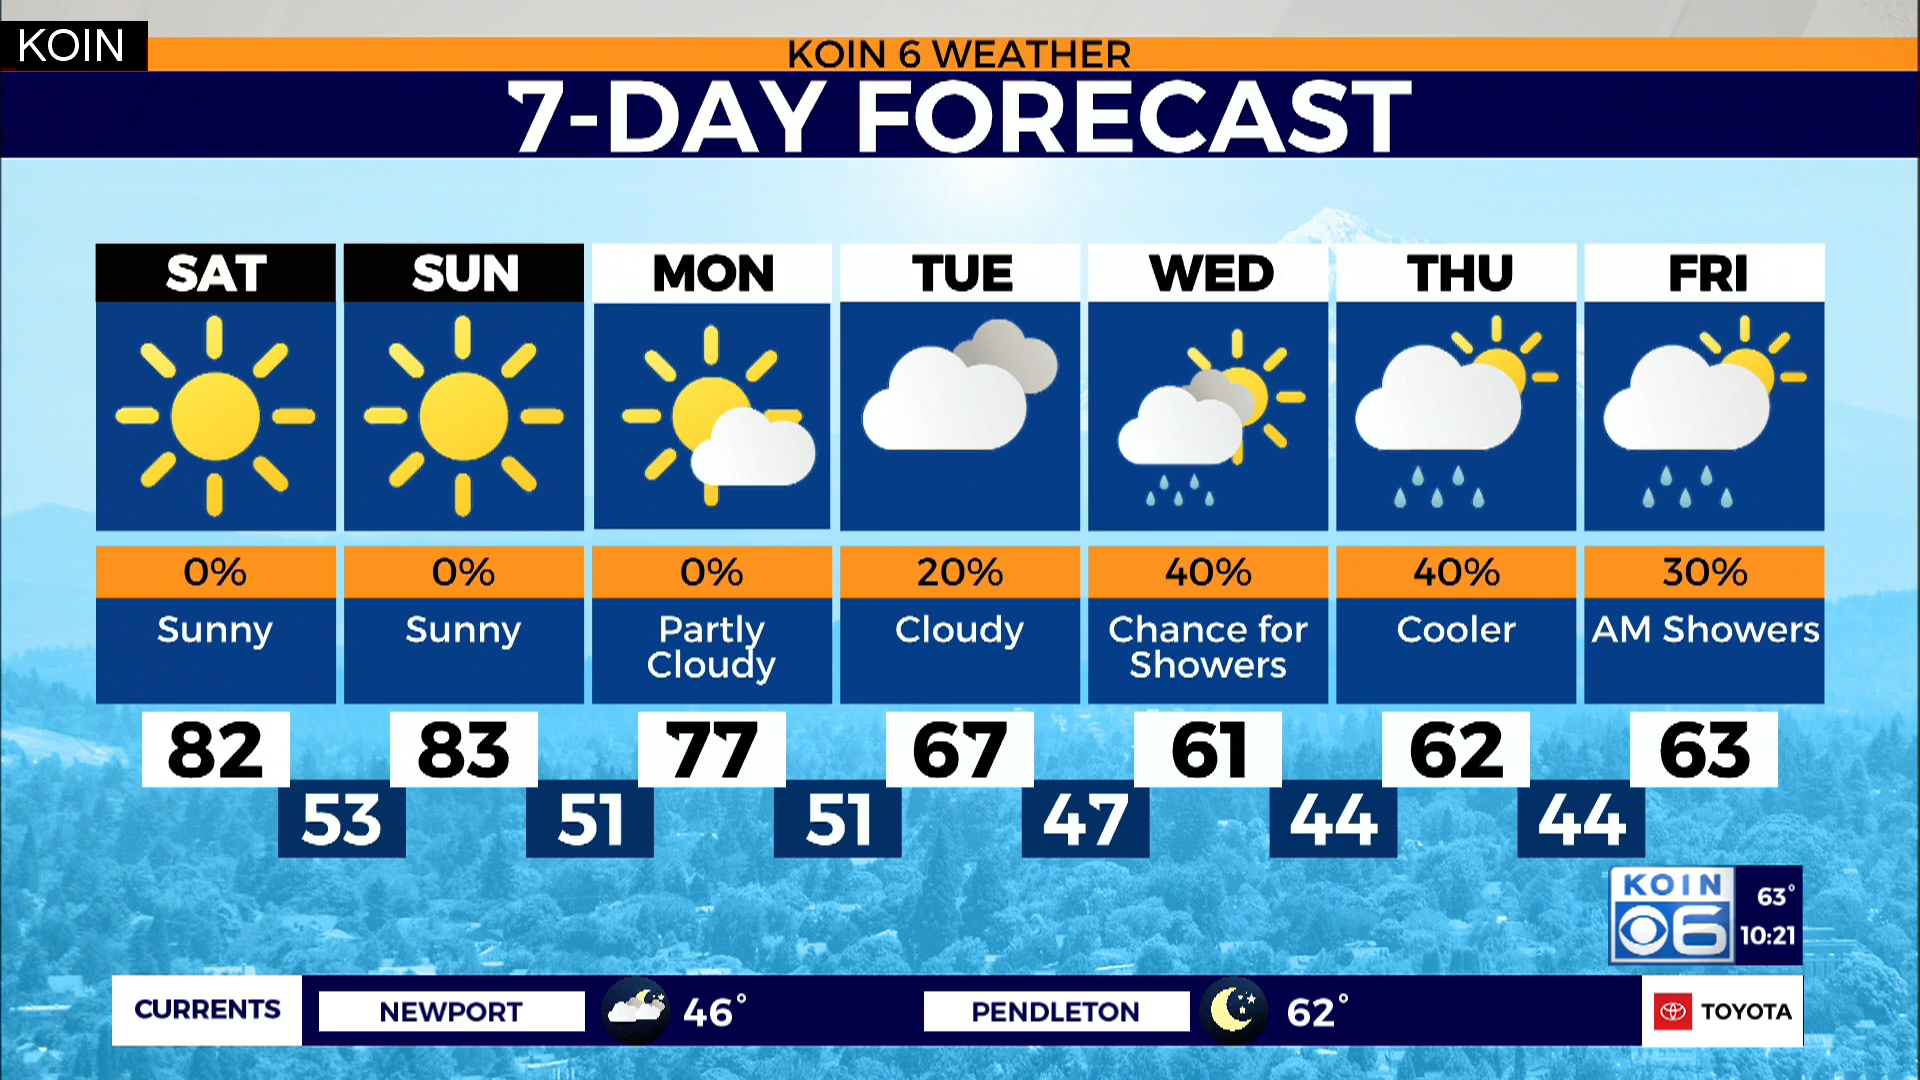 KOIN
KOIN 6 WEATHER
7-DAY FORECAST
SAT SUN MON TUE WED THU FRI
0% 0% 0% 20% 40% 40% 30%
Sunny Sunny Partly Cloudy Cloudy Chance for Showers Cooler AM Showers
82 83 77 67 61 62 63
53 51 51 47 44 44
KOIN 63°
6 10:21
CURRENTS NEWPORT 46° PENDLETON 62° TOYOTA